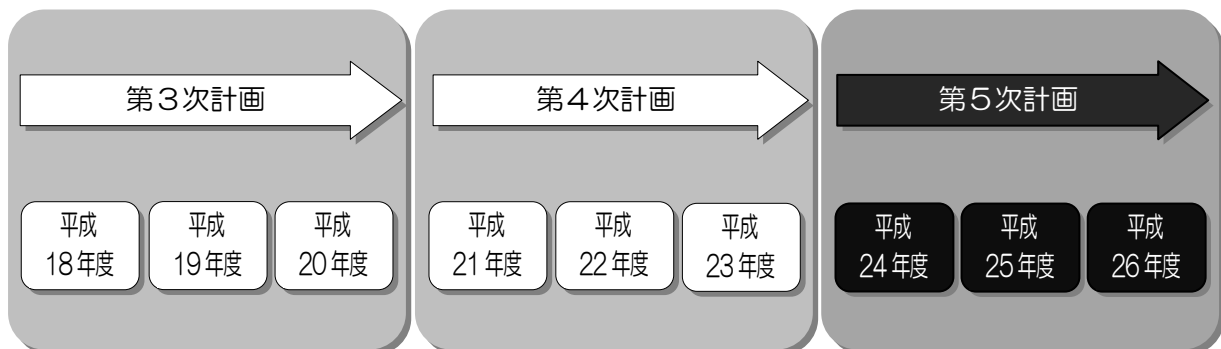 第３次計画
第４次計画
第５次計画
平成
18年度
平成
19年度
平成
20年度
平成
21年度
平成
22年度
平成
23年度
平成
24年度
平成
25年度
平成
26年度